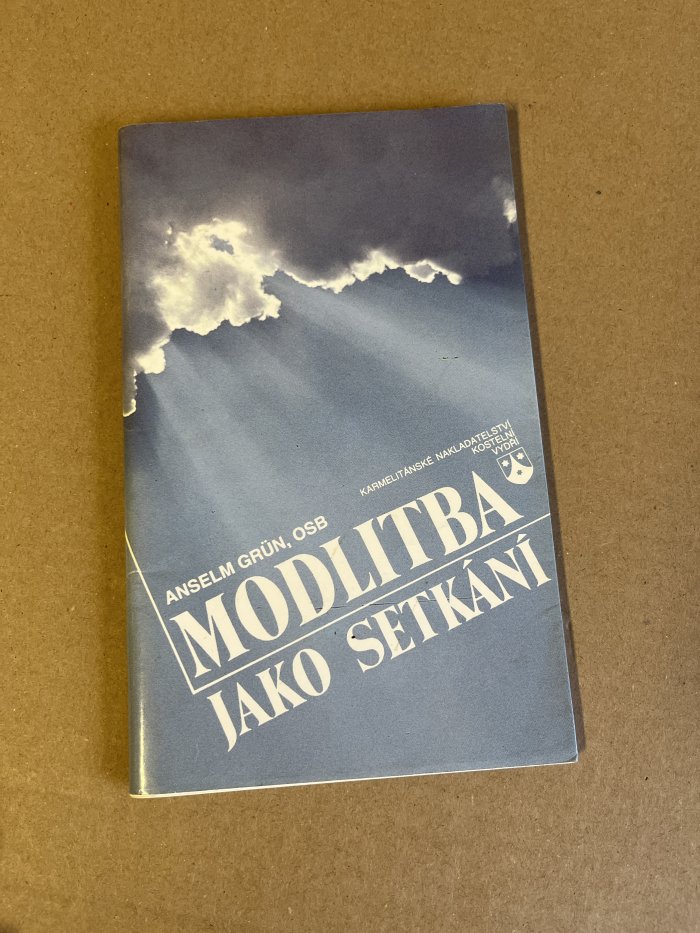 KARMELITÁNSKÉ NAKLADATELSTVÍ
KOSTELNÍ
VYDŘÍ
ANSELM GRÜN, OSB
MODLITBA
JAKO SETKÁNÍ